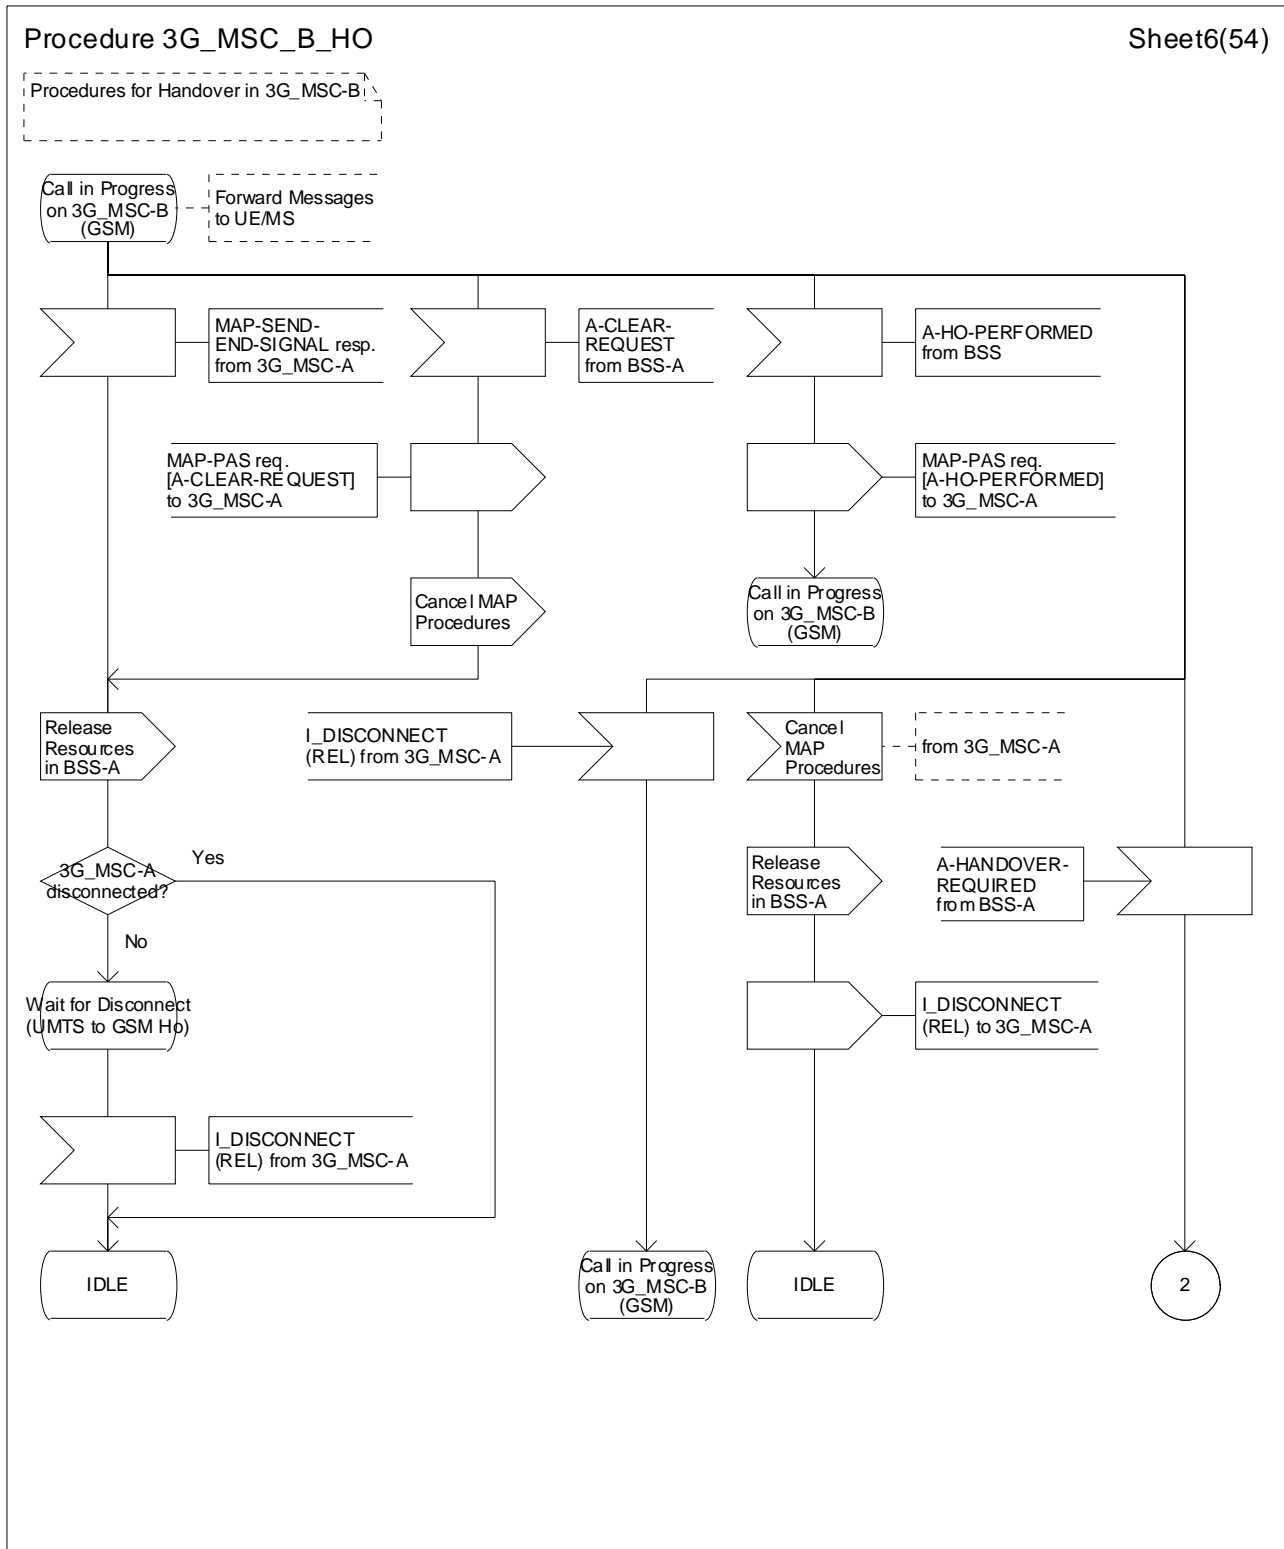 Procedure 3G_MSC_B_HO
Sheet6(54)
Procedures for Handover in 3G_MSC-B
Call in Progress
on 3G_MSC-B
(GSM)
Forward Messages
to UE/MS
MAP-SEND-
END-SIGNAL resp.
from 3G_MSC-A
A-CLEAR-
REQUEST
from BSS-A
A-HO-PERFORMED
from BSS
MAP-PAS req.
[A-CLEAR-REQUEST]
to 3G_MSC-A
MAP-PAS req.
[A-HO-PERFORMED]
to 3G_MSC-A
Cancel MAP
Procedures
Call in Progress
on 3G_MSC-B
(GSM)
Release
Resources
in BSS-A
I_DISCONNECT
(REL) from 3G_MSC-A
Cancel
MAP
Procedures
from 3G_MSC-A
3G_MSC-A
disconnected?
Yes
No
Release
Resources
in BSS-A
A-HANDOVER-
REQUIRED
from BSS-A
Wait for Disconnect
(UMTS to GSM Ho)
I_DISCONNECT
(REL) to 3G_MSC-A
I_DISCONNECT
(REL) from 3G_MSC-A
IDLE
Call in Progress
on 3G_MSC-B
(GSM)
IDLE
2